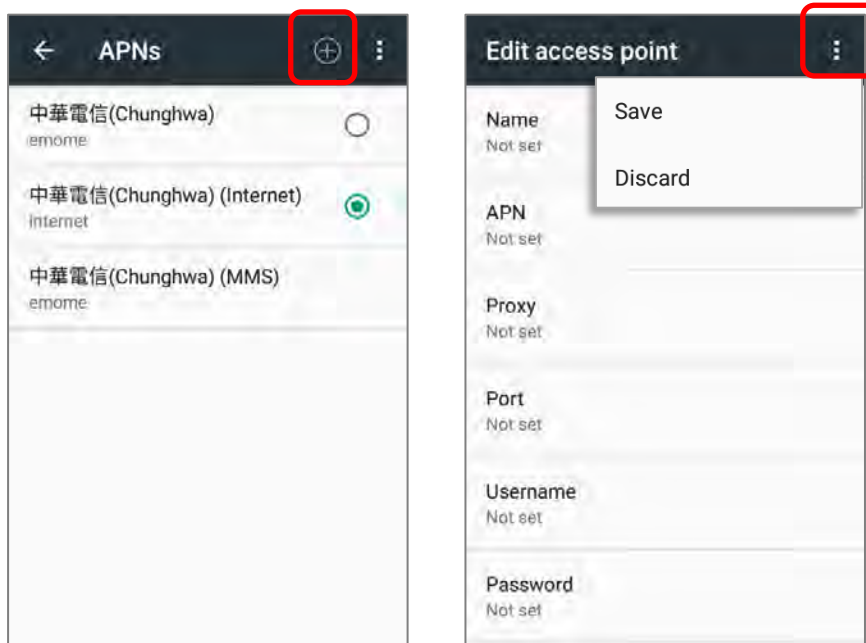 APNs
中華電信(Chunghwa)
emome
中華電信(Chunghwa) (Internet)
internet
中華電信(Chunghwa) (MMS)
emome
Edit access point
Save
Discard
Name
Not set
APN
Not set
Proxy
Not set
Port
Not set
Username
Not set
Password
Not set